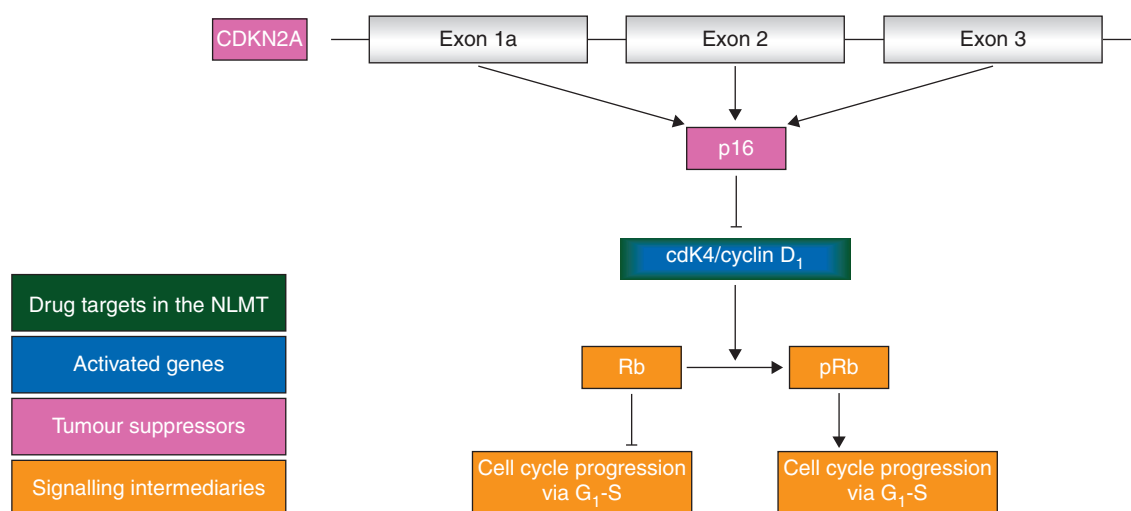 CDKN2A
Exon 1a
Exon 2
Exon 3
p16
cdK4/cyclin D₁
Drug targets in the NLMT
Activated genes
Tumour suppressors
Signalling intermediaries
Rb
pRb
Cell cycle progression
via G₁-S
Cell cycle progression
via G₁-S